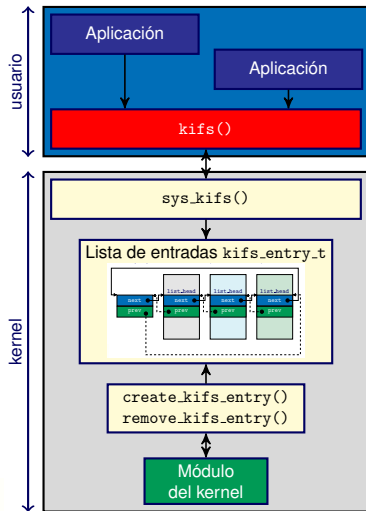 usuario
Aplicación
Aplicación
kifs()
kernel
sys_kifs()
Lista de entradas kifs_entry_t
list_head list_head list_head
next next next next
prev prev prev prev
create_kifs_entry()
remove_kifs_entry()
Módulo
del kernel